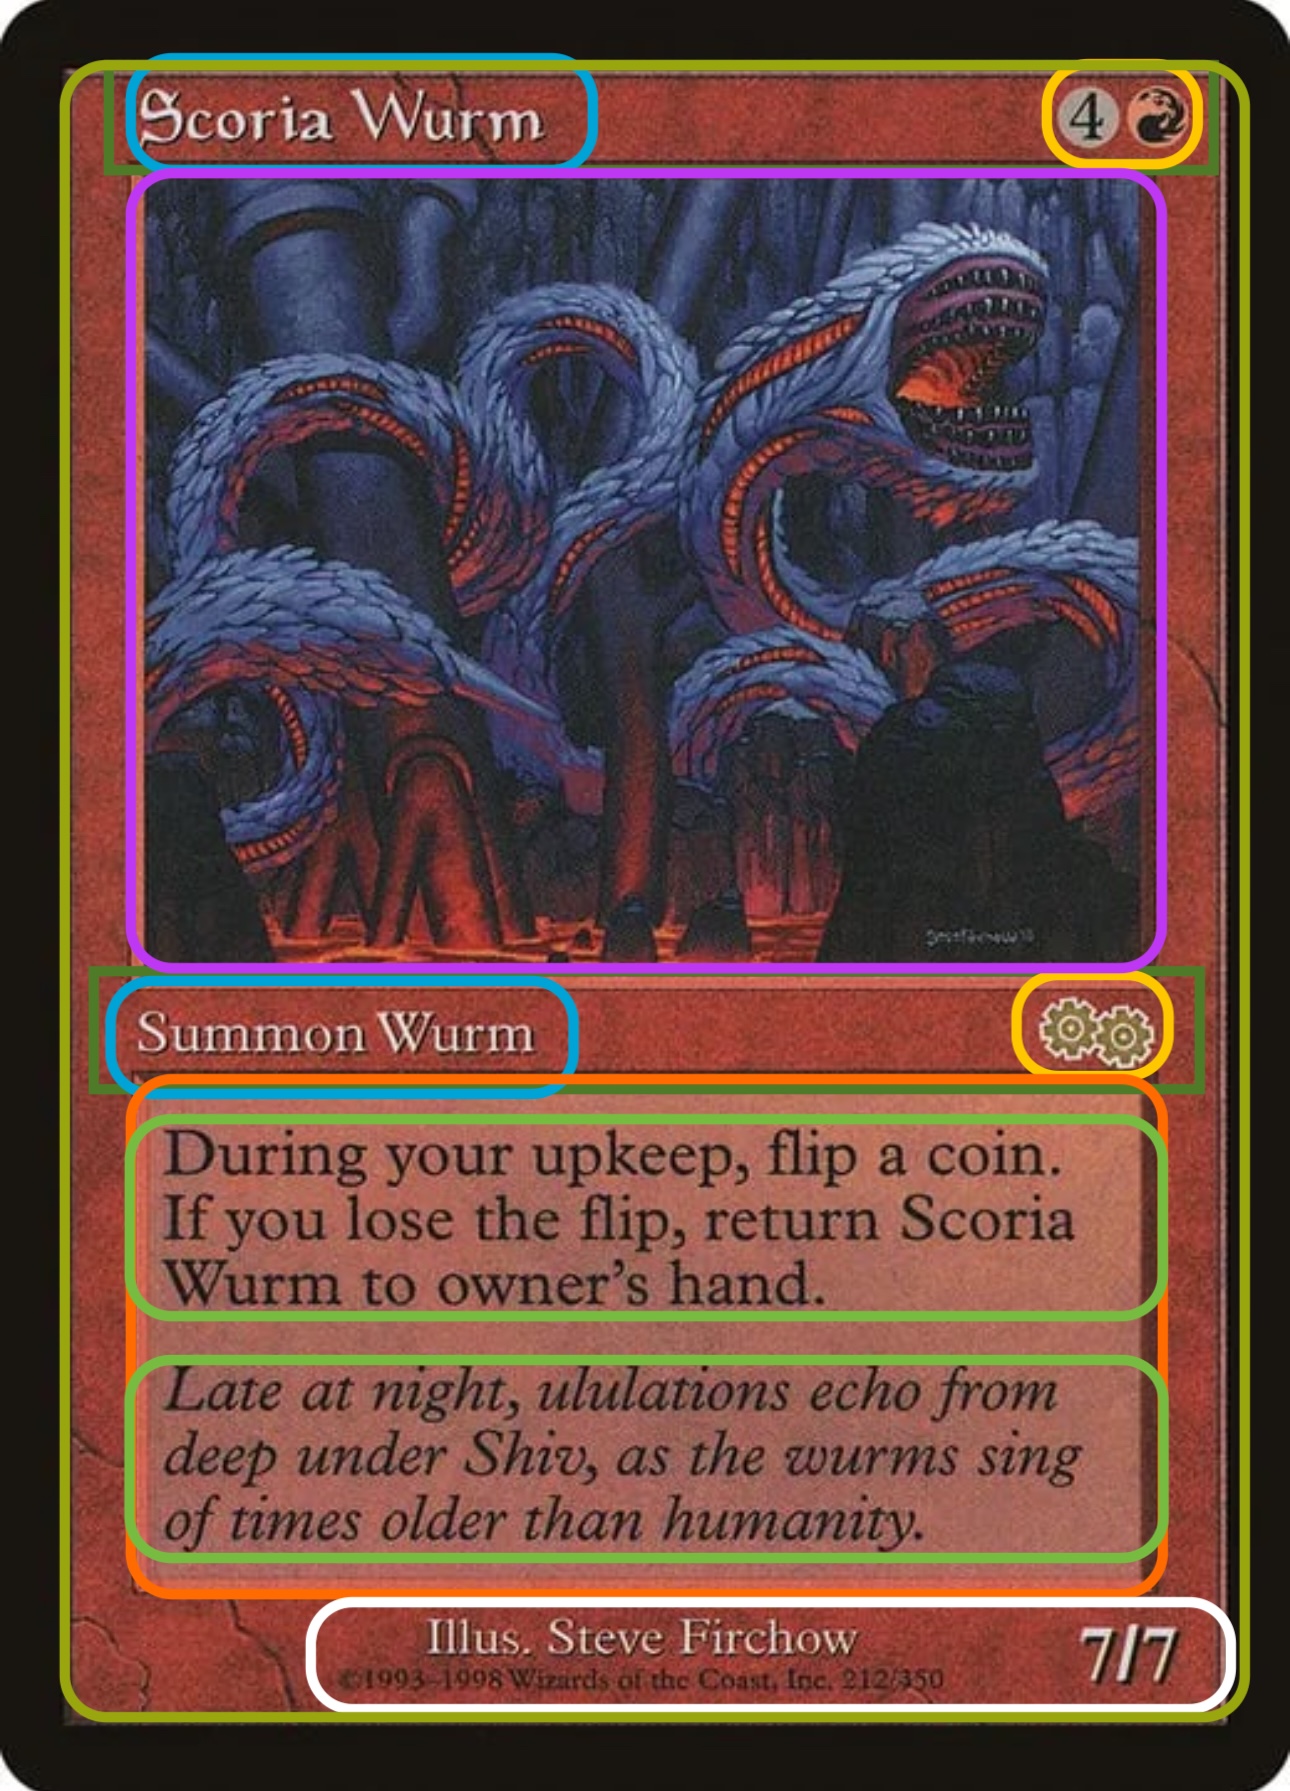 Scoria Wurm
4
Summon Wurm
During your upkeep, flip a coin.
If you lose the flip, return Scoria
Wurm to owner's hand.
Late at night, ululations echo from
deep under Shiv, as the wurms sing
of times older than humanity.
Illus. Steve Firchow
©1993–1998 Wizards of the Coast, Inc. 212/350
7/7